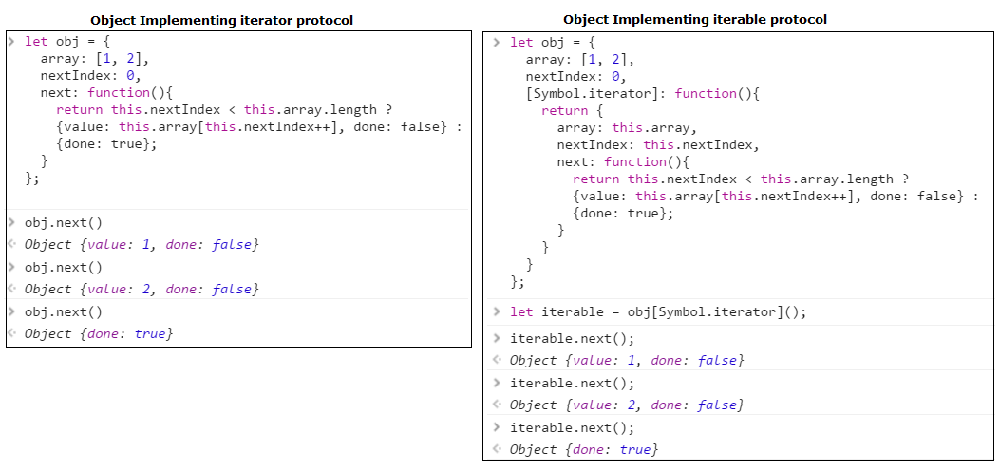 Object Implementing iterator protocol
let obj = {
array: [1, 2],
nextIndex: 0,
next: function(){
return this.nextIndex < this.array.length ?
{value: this.array[this.nextIndex++], done: false} :
{done: true};
}
};
obj.next()
Object {value: 1, done: false}
obj.next()
Object {value: 2, done: false}
obj.next()
Object {done: true}
Object Implementing iterable protocol
let obj = {
array: [1, 2],
nextIndex: 0,
[Symbol.iterator]: function(){
return {
array: this.array,
nextIndex: this.nextIndex,
next: function(){
return this.nextIndex < this.array.length ?
{value: this.array[this.nextIndex++], done: false} :
{done: true};
}
}
}
};
let iterable = obj[Symbol.iterator]();
iterable.next();
Object {value: 1, done: false}
iterable.next();
Object {value: 2, done: false}
iterable.next();
Object {done: true}